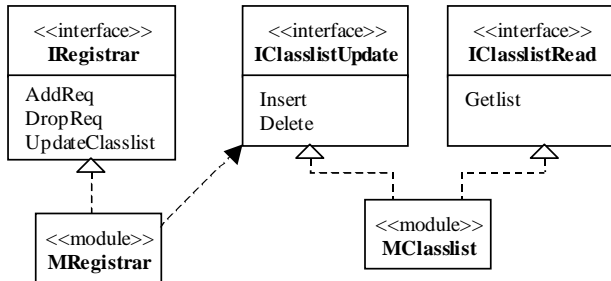 <<interface>>
IRegistrar
AddReq
DropReq
UpdateClasslist
<<interface>>
IClasslistUpdate
Insert
Delete
<<interface>>
IClasslistRead
Getlist
<<module>>
MRegistrar
<<module>>
MClasslist